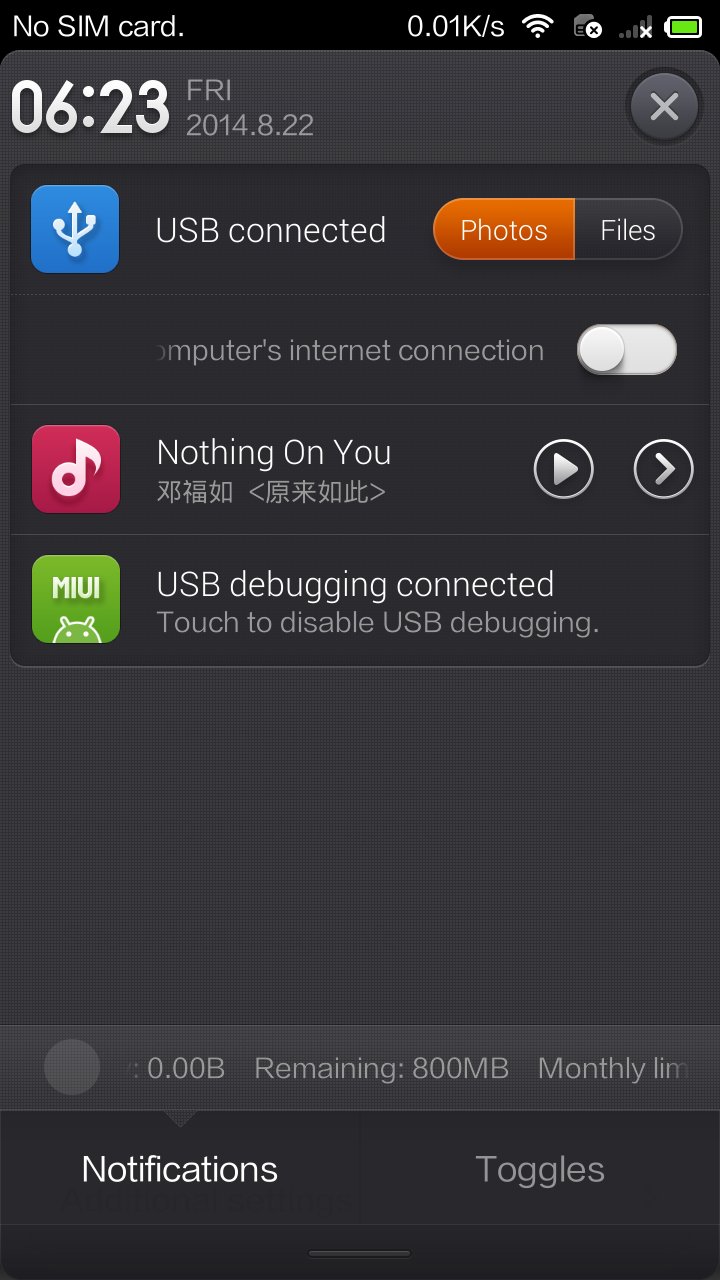 No SIM card. 0.01K/s
06:23 FRI
2014.8.22
USB connected Photos Files
omputer's internet connection
Nothing On You
邓福如 <原来如此>
MIUI USB debugging connected
Touch to disable USB debugging.
: 0.00B Remaining: 800MB Monthly lim
Notifications Toggles
Additional settings